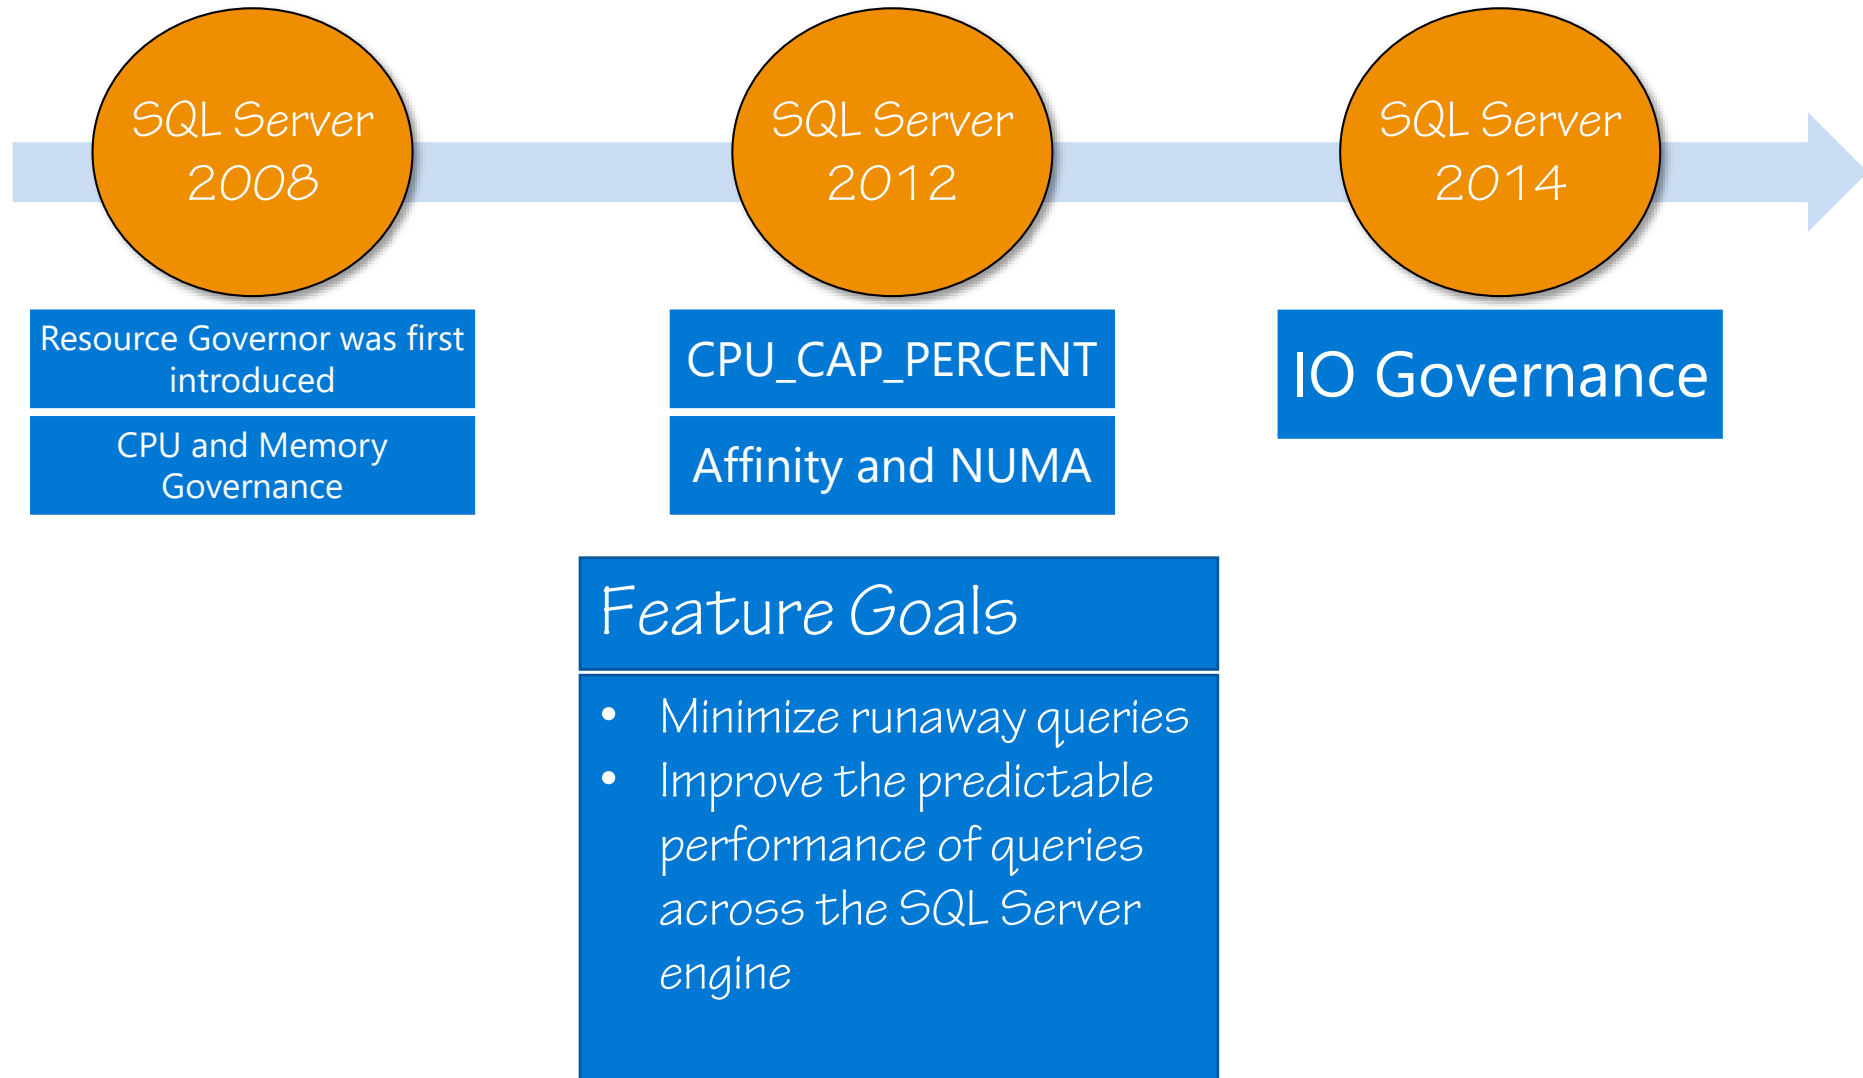 SQL Server
2008
SQL Server
2012
SQL Server
2014
Resource Governor was first
introduced
CPU and Memory
Governance
CPU_CAP_PERCENT
Affinity and NUMA
IO Governance
Feature Goals
• Minimize runaway queries
• Improve the predictable
performance of queries
across the SQL Server
engine